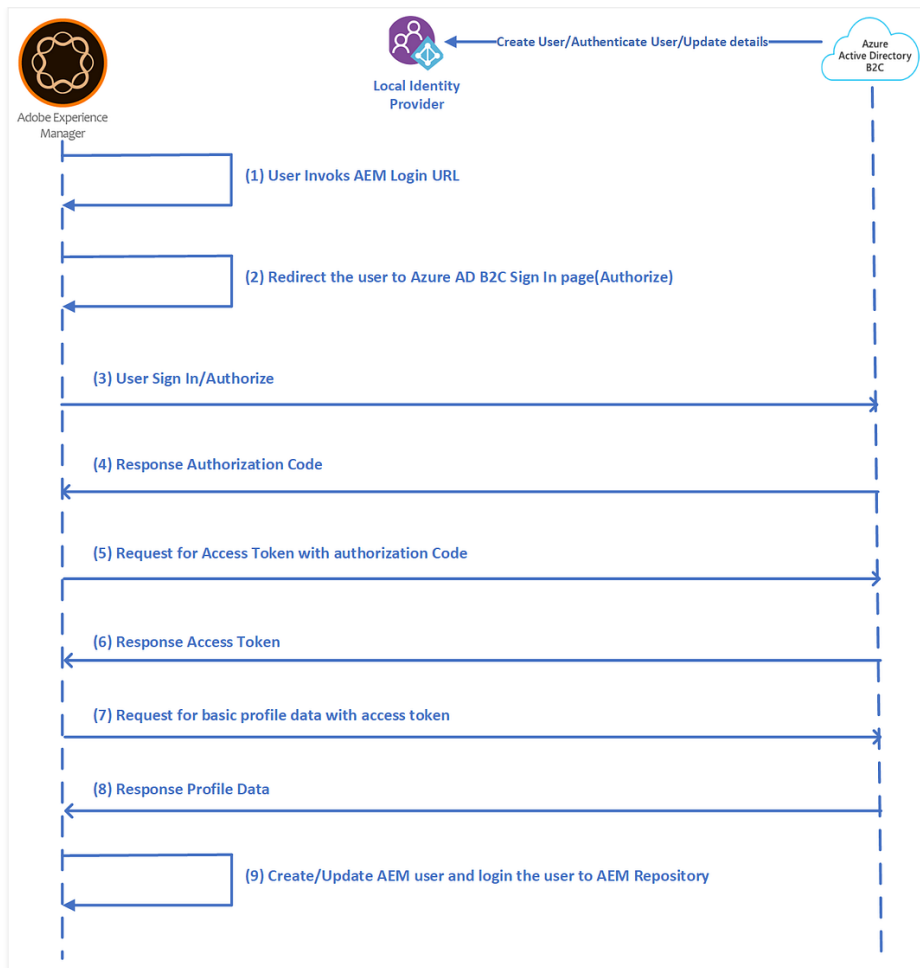 Create User/Authenticate User/Update details
Azure
Active Directory
B2C
Local Identity
Provider
Adobe Experience
Manager
(1) User Invoks AEM Login URL
(2) Redirect the user to Azure AD B2C Sign In page(Authorize)
(3) User Sign In/Authorize
(4) Response Authorization Code
(5) Request for Access Token with authorization Code
(6) Response Access Token
(7) Request for basic profile data with access token
(8) Response Profile Data
(9) Create/Update AEM user and login the user to AEM Repository